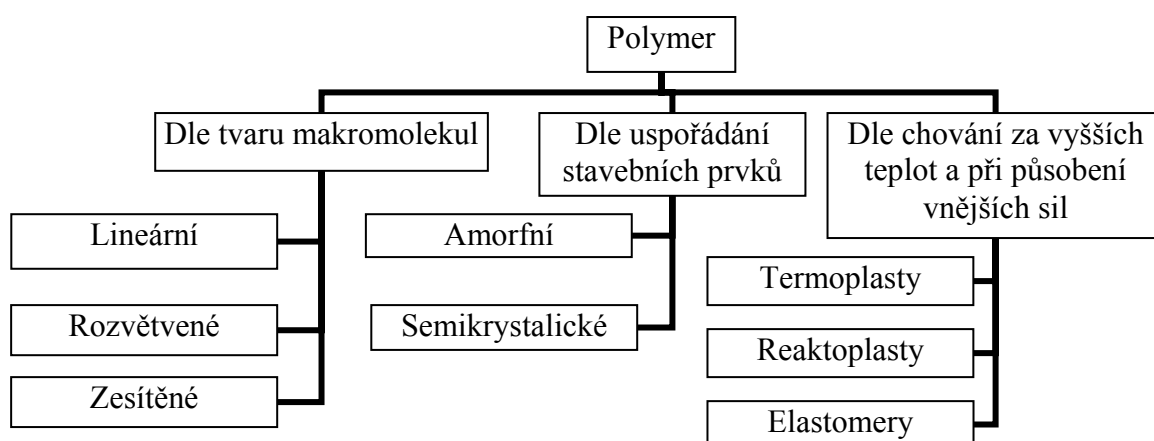 Polymer
Dle tvaru makromolekul
Dle uspořádání
stavebních prvků
Dle chování za vyšších
teplot a při působení
vnějších sil
Lineární
Rozvětvené
Zesítěné
Amorfní
Semikrystalické
Termoplasty
Reaktoplasty
Elastomery